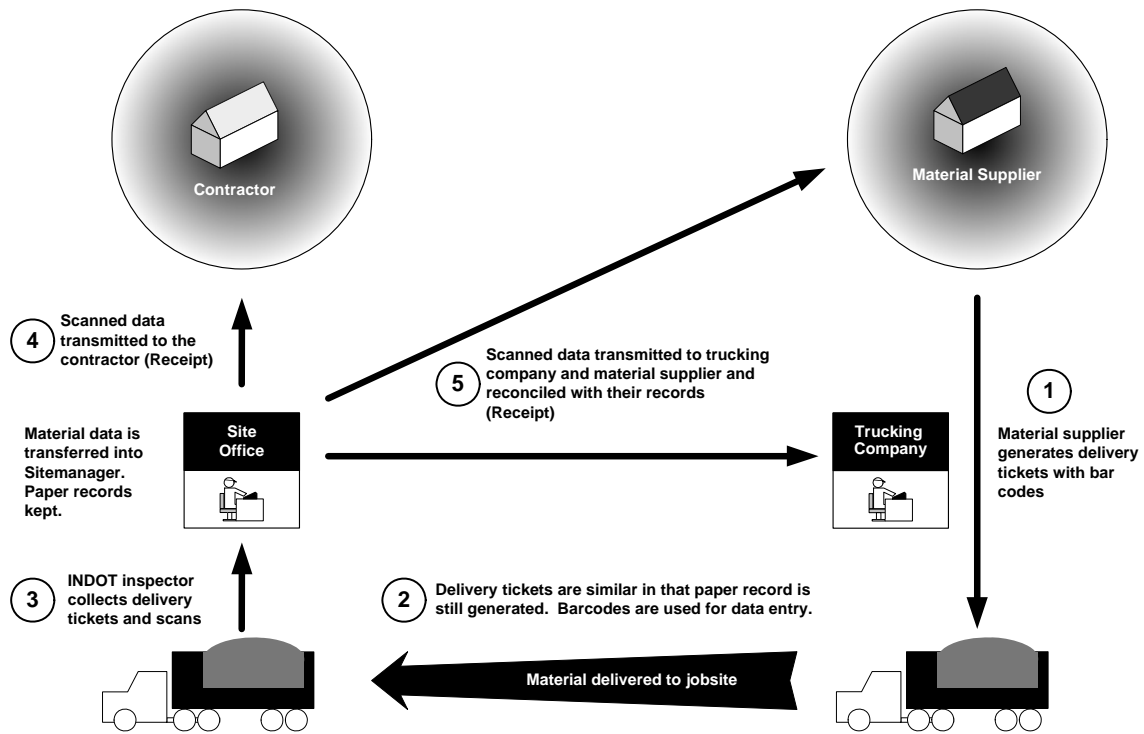 Contractor
Material Supplier
4
Scanned data
transmitted to the
contractor (Receipt)
5
Scanned data transmitted to trucking
company and material supplier and
reconciled with their records
(Receipt)
1
Material supplier
generates delivery
tickets with bar
codes
Material data is
transferred into
Sitemanager.
Paper records
kept.
Site
Office
Trucking
Company
3
INDOT inspector
collects delivery
tickets and scans
2
Delivery tickets are similar in that paper record is
still generated.  Barcodes are used for data entry.
Material delivered to jobsite